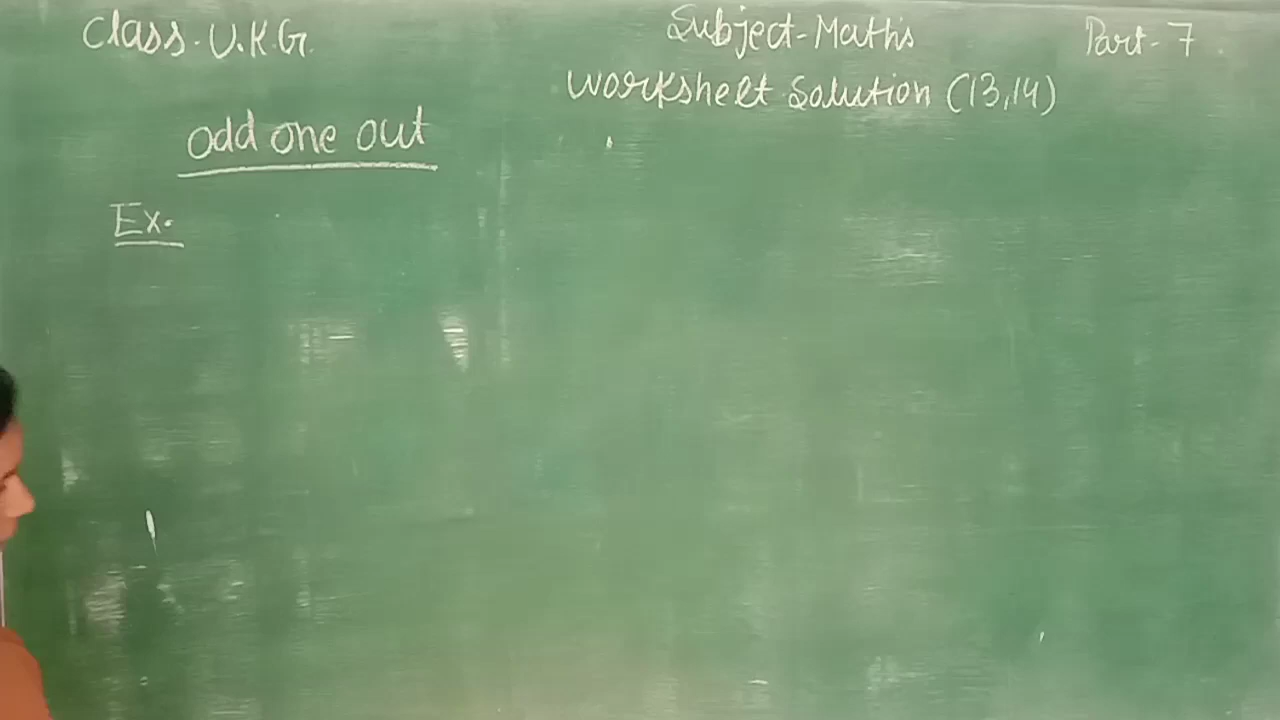 Class-U.K.G. Subject-Maths Part-7
Worksheet Solution (13,14)
odd one out
Ex.